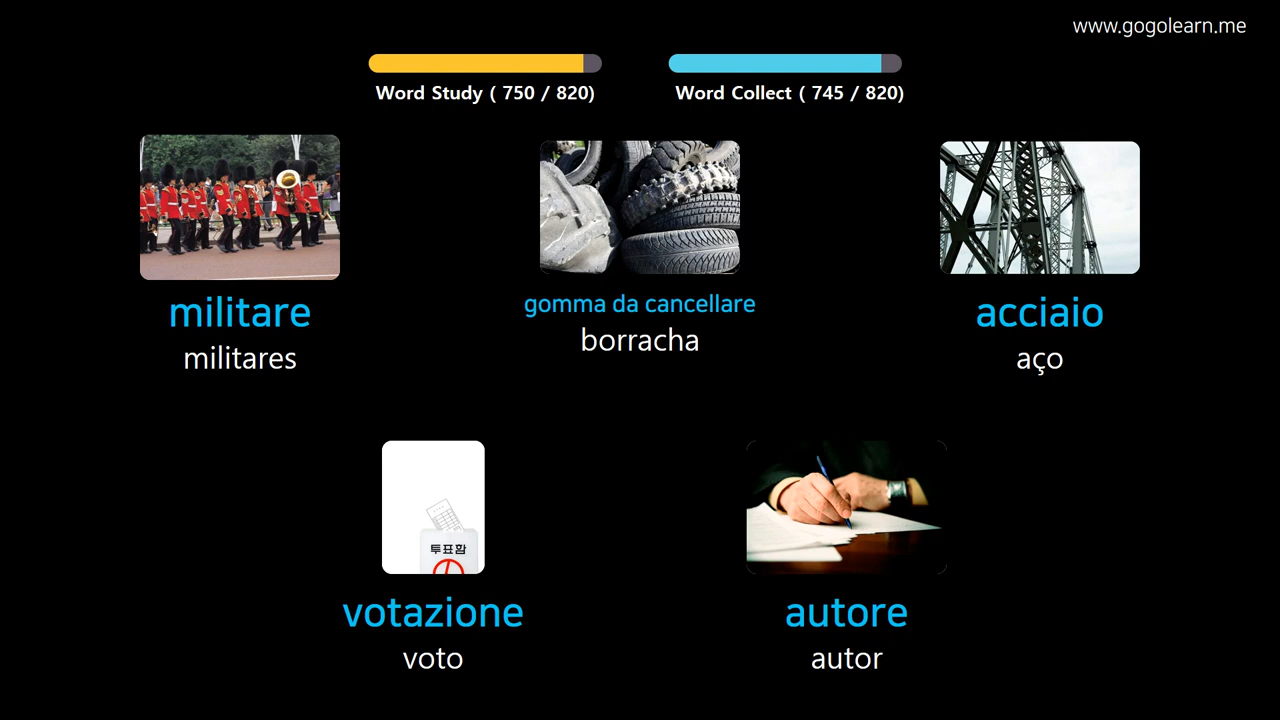 www.gogolearn.me
Word Study ( 750 / 820)
Word Collect ( 745 / 820)
militare
militares
gomma da cancellare
borracha
acciaio
aço
투표함
votazione
voto
autore
autor